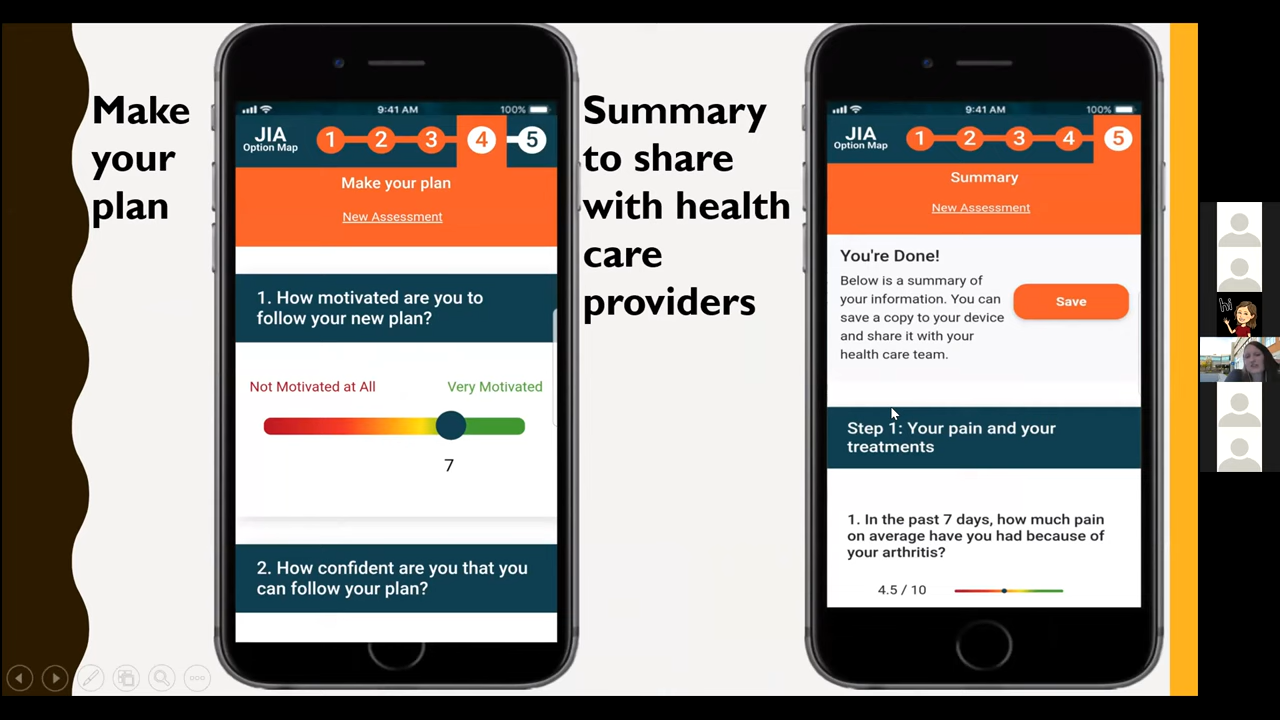 Make
your
plan
9:41 AM
100%
JIA
Option Map
1
2
3
4
5
Make your plan
New Assessment
1. How motivated are you to
follow your new plan?
Not Motivated at All
Very Motivated
7
2. How confident are you that you
can follow your plan?
Summary
to share
with health
care
providers
9:41 AM
100%
JIA
Option Map
1
2
3
4
5
Summary
New Assessment
You're Done!
Below is a summary of
your information. You can
save a copy to your device
and share it with your
health care team.
Save
Step 1: Your pain and your
treatments
1. In the past 7 days, how much pain
on average have you had because of
your arthritis?
4.5 / 10
hi